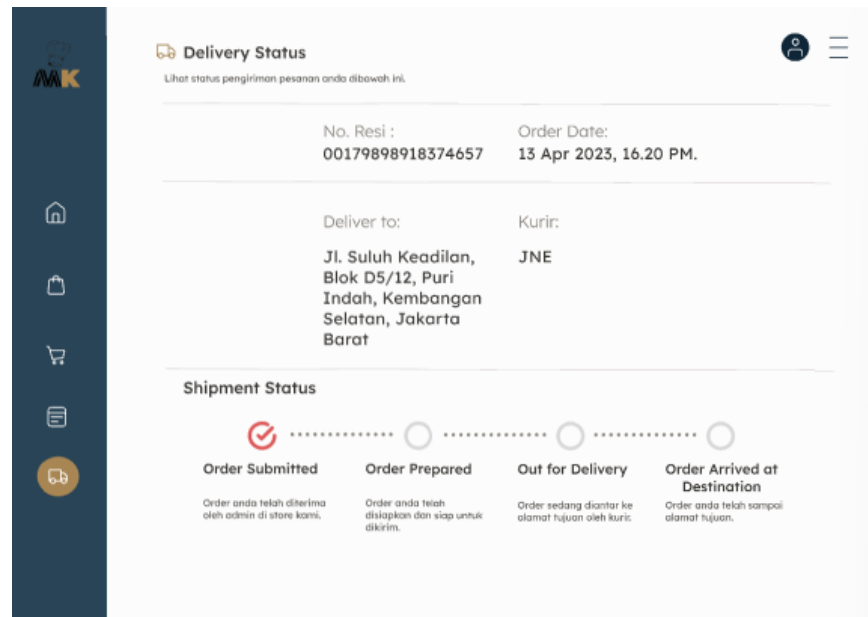 MK
Delivery Status
Lihat status pengiriman pesanan anda dibawah ini.
No. Resi :
00179898918374657
Order Date:
13 Apr 2023, 16.20 PM.
Deliver to:
Jl. Suluh Keadilan,
Blok D5/12, Puri
Indah, Kembangan
Selatan, Jakarta
Barat
Kurir:
JNE
Shipment Status
Order Submitted
Order anda telah diterima
oleh admin di store kami.
Order Prepared
Order anda telah
disiapkan dan siap untuk
dikirim.
Out for Delivery
Order sedang diantar ke
alamat tujuan oleh kurir.
Order Arrived at
Destination
Order anda telah sampai
alamat tujuan.